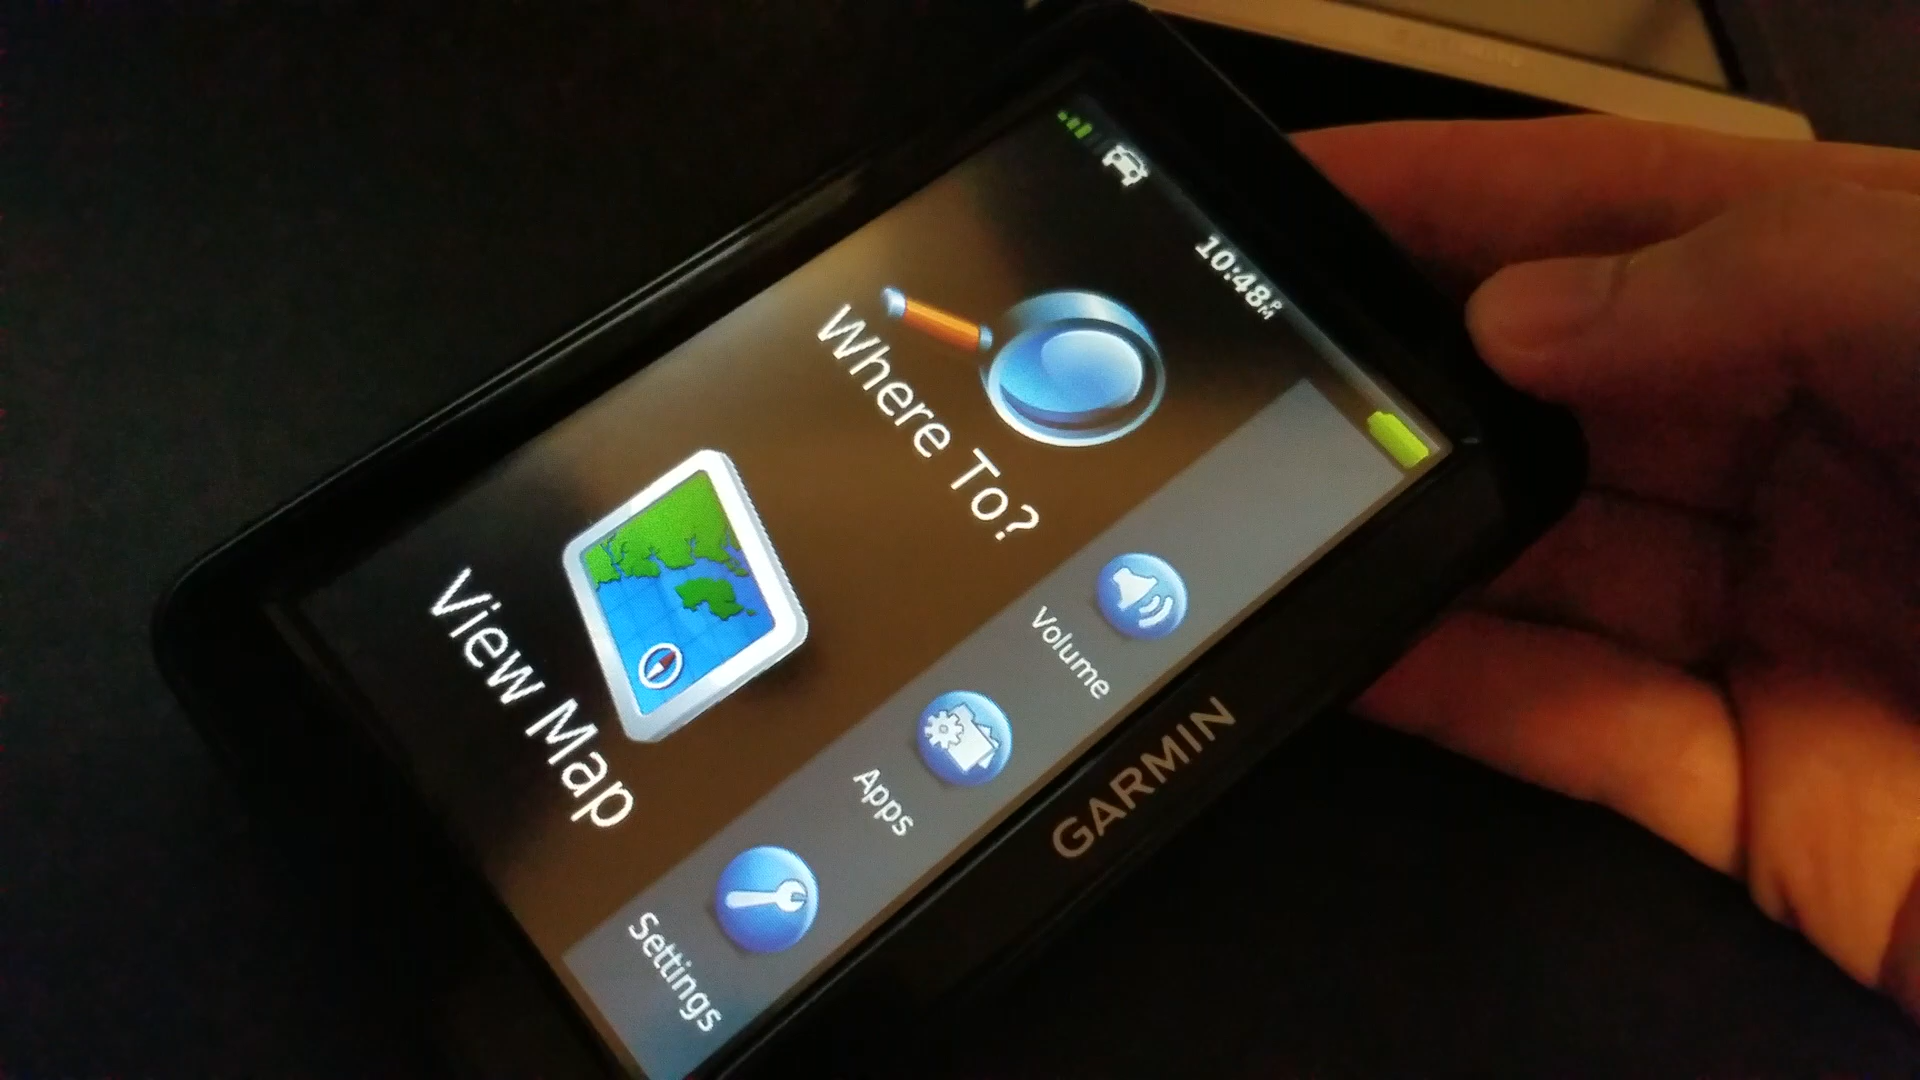 10:48PM
Where To?
View Map
Volume
Apps
Settings
GARMIN